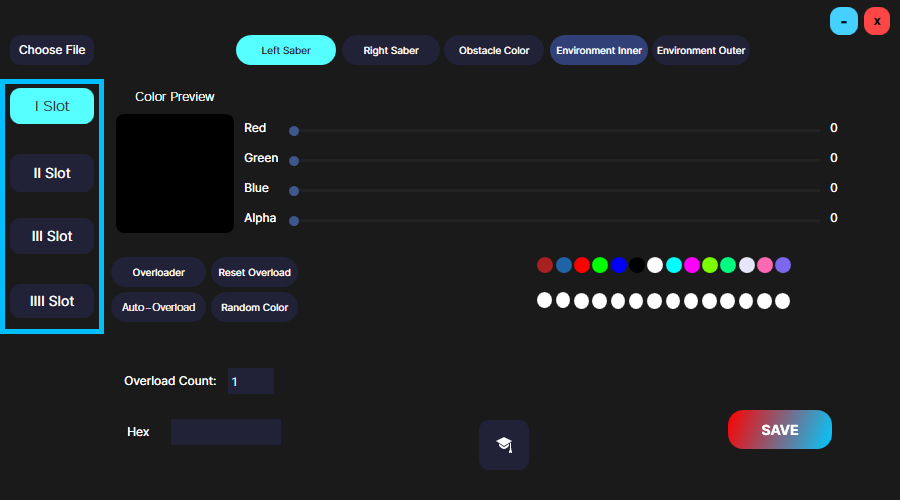 - x
Choose File Left Saber Right Saber Obstacle Color Environment Inner Environment Outer
I Slot
II Slot
III Slot
IIII Slot
Color Preview
Red 0
Green 0
Blue 0
Alpha 0
Overloader Reset Overload
Auto-Overload Random Color
Overload Count: 1
Hex
SAVE